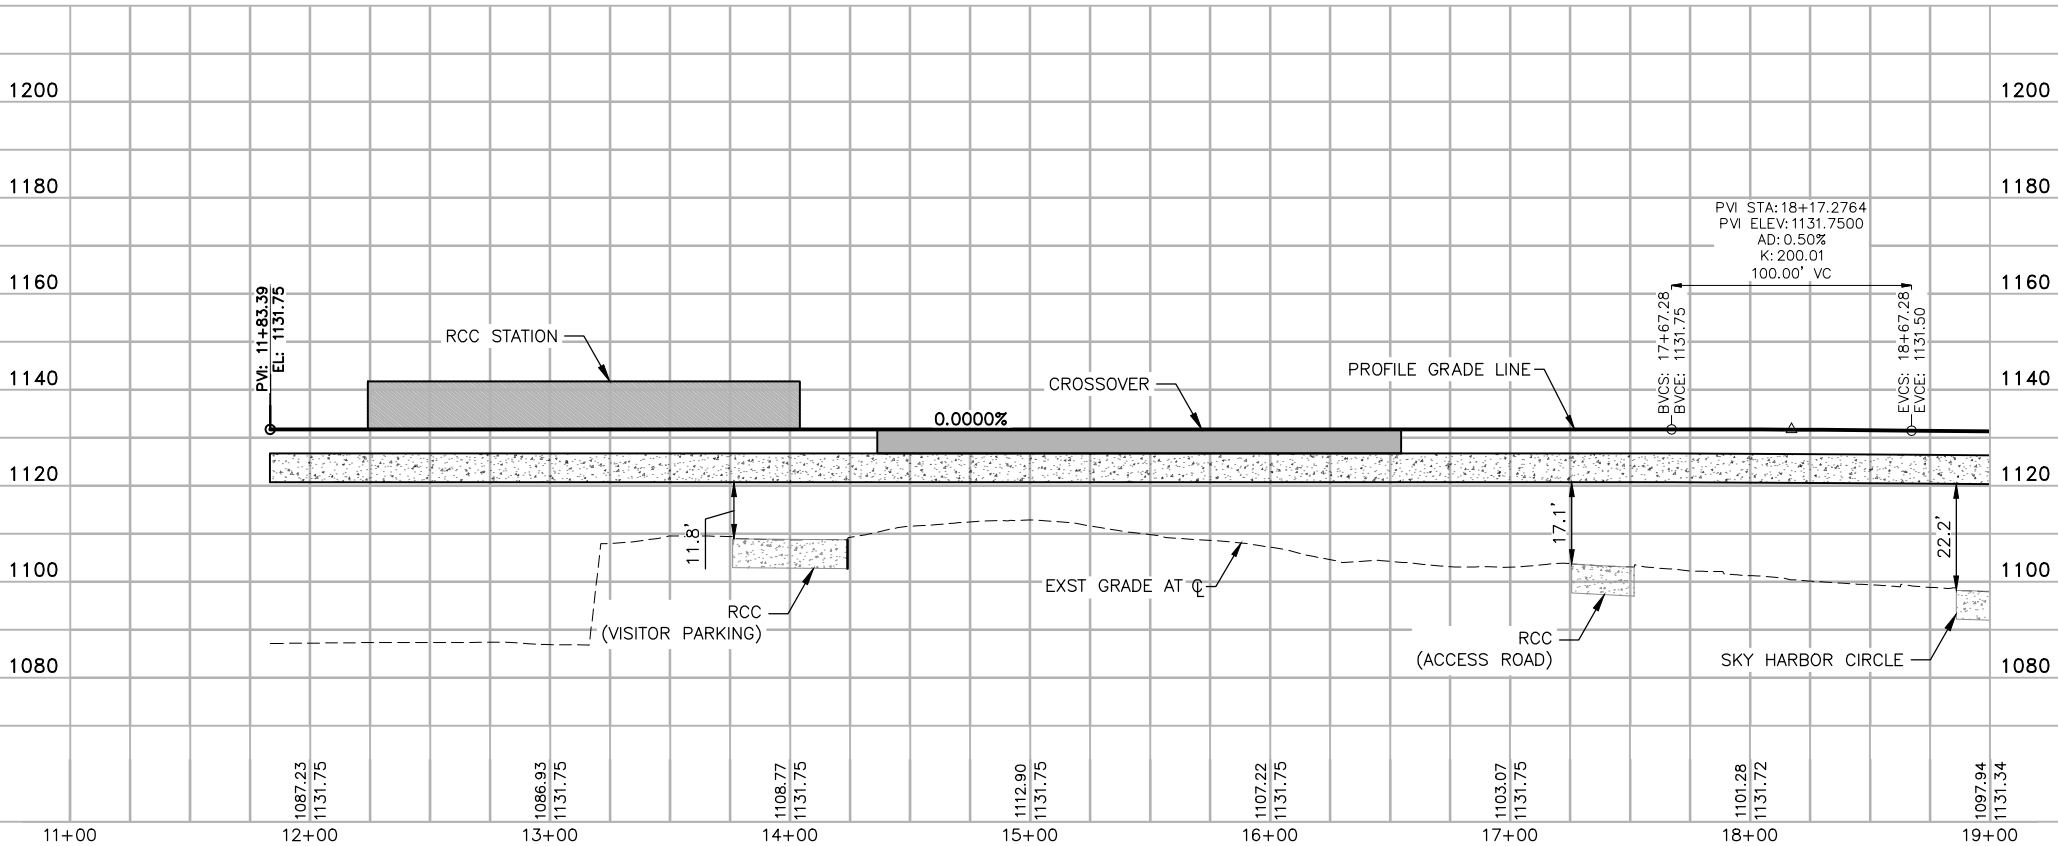 1200
1200
1180
1180
PVI STA:18+17.2764
PVI ELEV:1131.7500
AD:0.50%
K:200.01
100.00' VC
1160
1160
PVI: 11+83.39
EL: 1131.75
RCC STATION
BVCS: 17+67.28
BVCE: 1131.75
EVCS: 18+67.28
EVCE: 1131.50
PROFILE GRADE LINE
1140
CROSSOVER
1140
0.0000%
1120
1120
11.8'
17.1'
22.2'
1100
EXST GRADE AT ℄
1100
RCC
(VISITOR PARKING)
RCC
(ACCESS ROAD)
SKY HARBOR CIRCLE
1080
1080
1087.23
1131.75
1086.93
1131.75
1108.77
1131.75
1112.90
1131.75
1107.22
1131.75
1103.07
1131.75
1101.28
1131.72
1097.94
1131.34
11+00
12+00
13+00
14+00
15+00
16+00
17+00
18+00
19+00